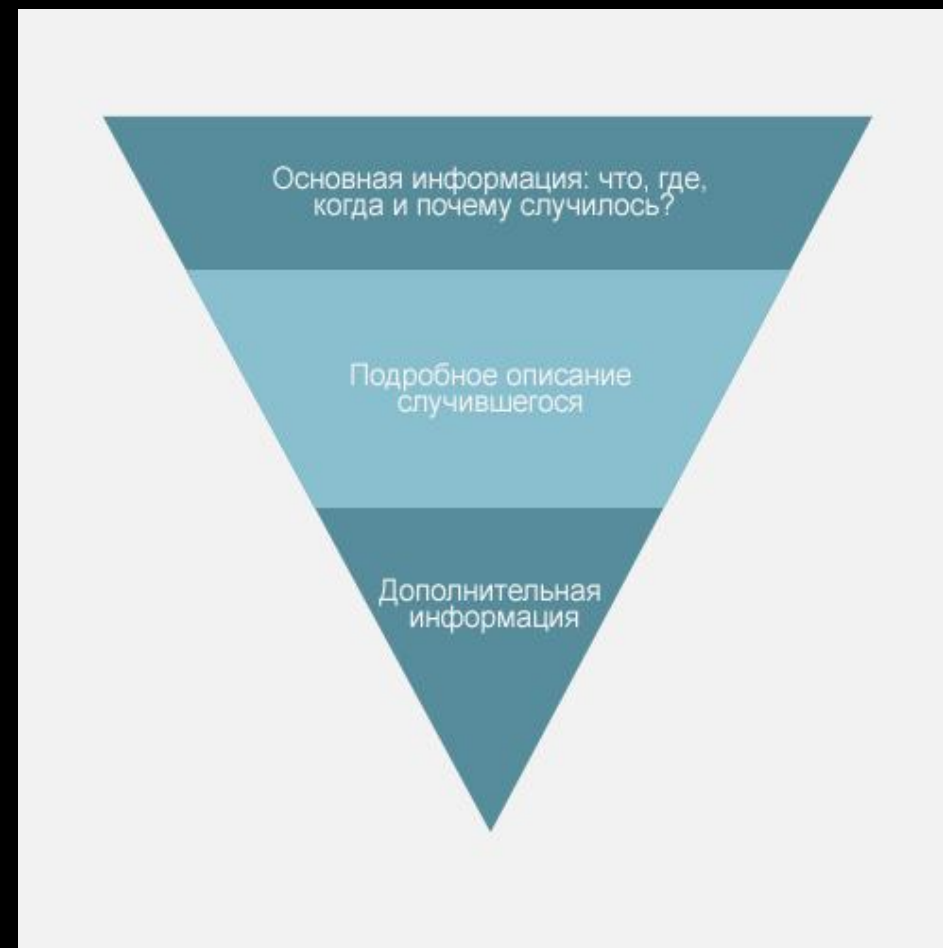 Основная информация: что, где,
когда и почему случилось?
Подробное описание
случившегося
Дополнительная
информация